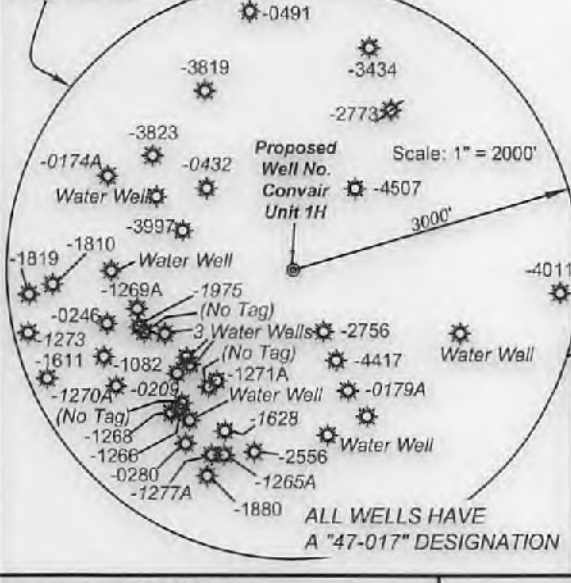 -0491
-3434
-3819
-2773
-3823
Proposed
Well No.
Convair
Unit 1H
Scale: 1" = 2000'
-0174A
-0432
Water Well
-4507
-3997
3000'
-1810
Water Well
-1819
-4011
-1269A
-1975
(No Tag)
-0246
3 Water Wells
-2756
-1273
(No Tag)
Water Well
-1611
-1082
-4417
-1271A
-0209
-1270A
Water Well
-0179A
(No Tag)
-1268
-1628
-1266
Water Well
-0280
-2556
-1277A
-1265A
-1880
ALL WELLS HAVE
A "47-017" DESIGNATION